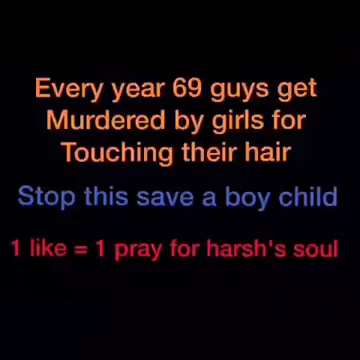 Every year 69 guys get
Murdered by girls for
Touching their hair
Stop this save a boy child
1 like = 1 pray for harsh's soul